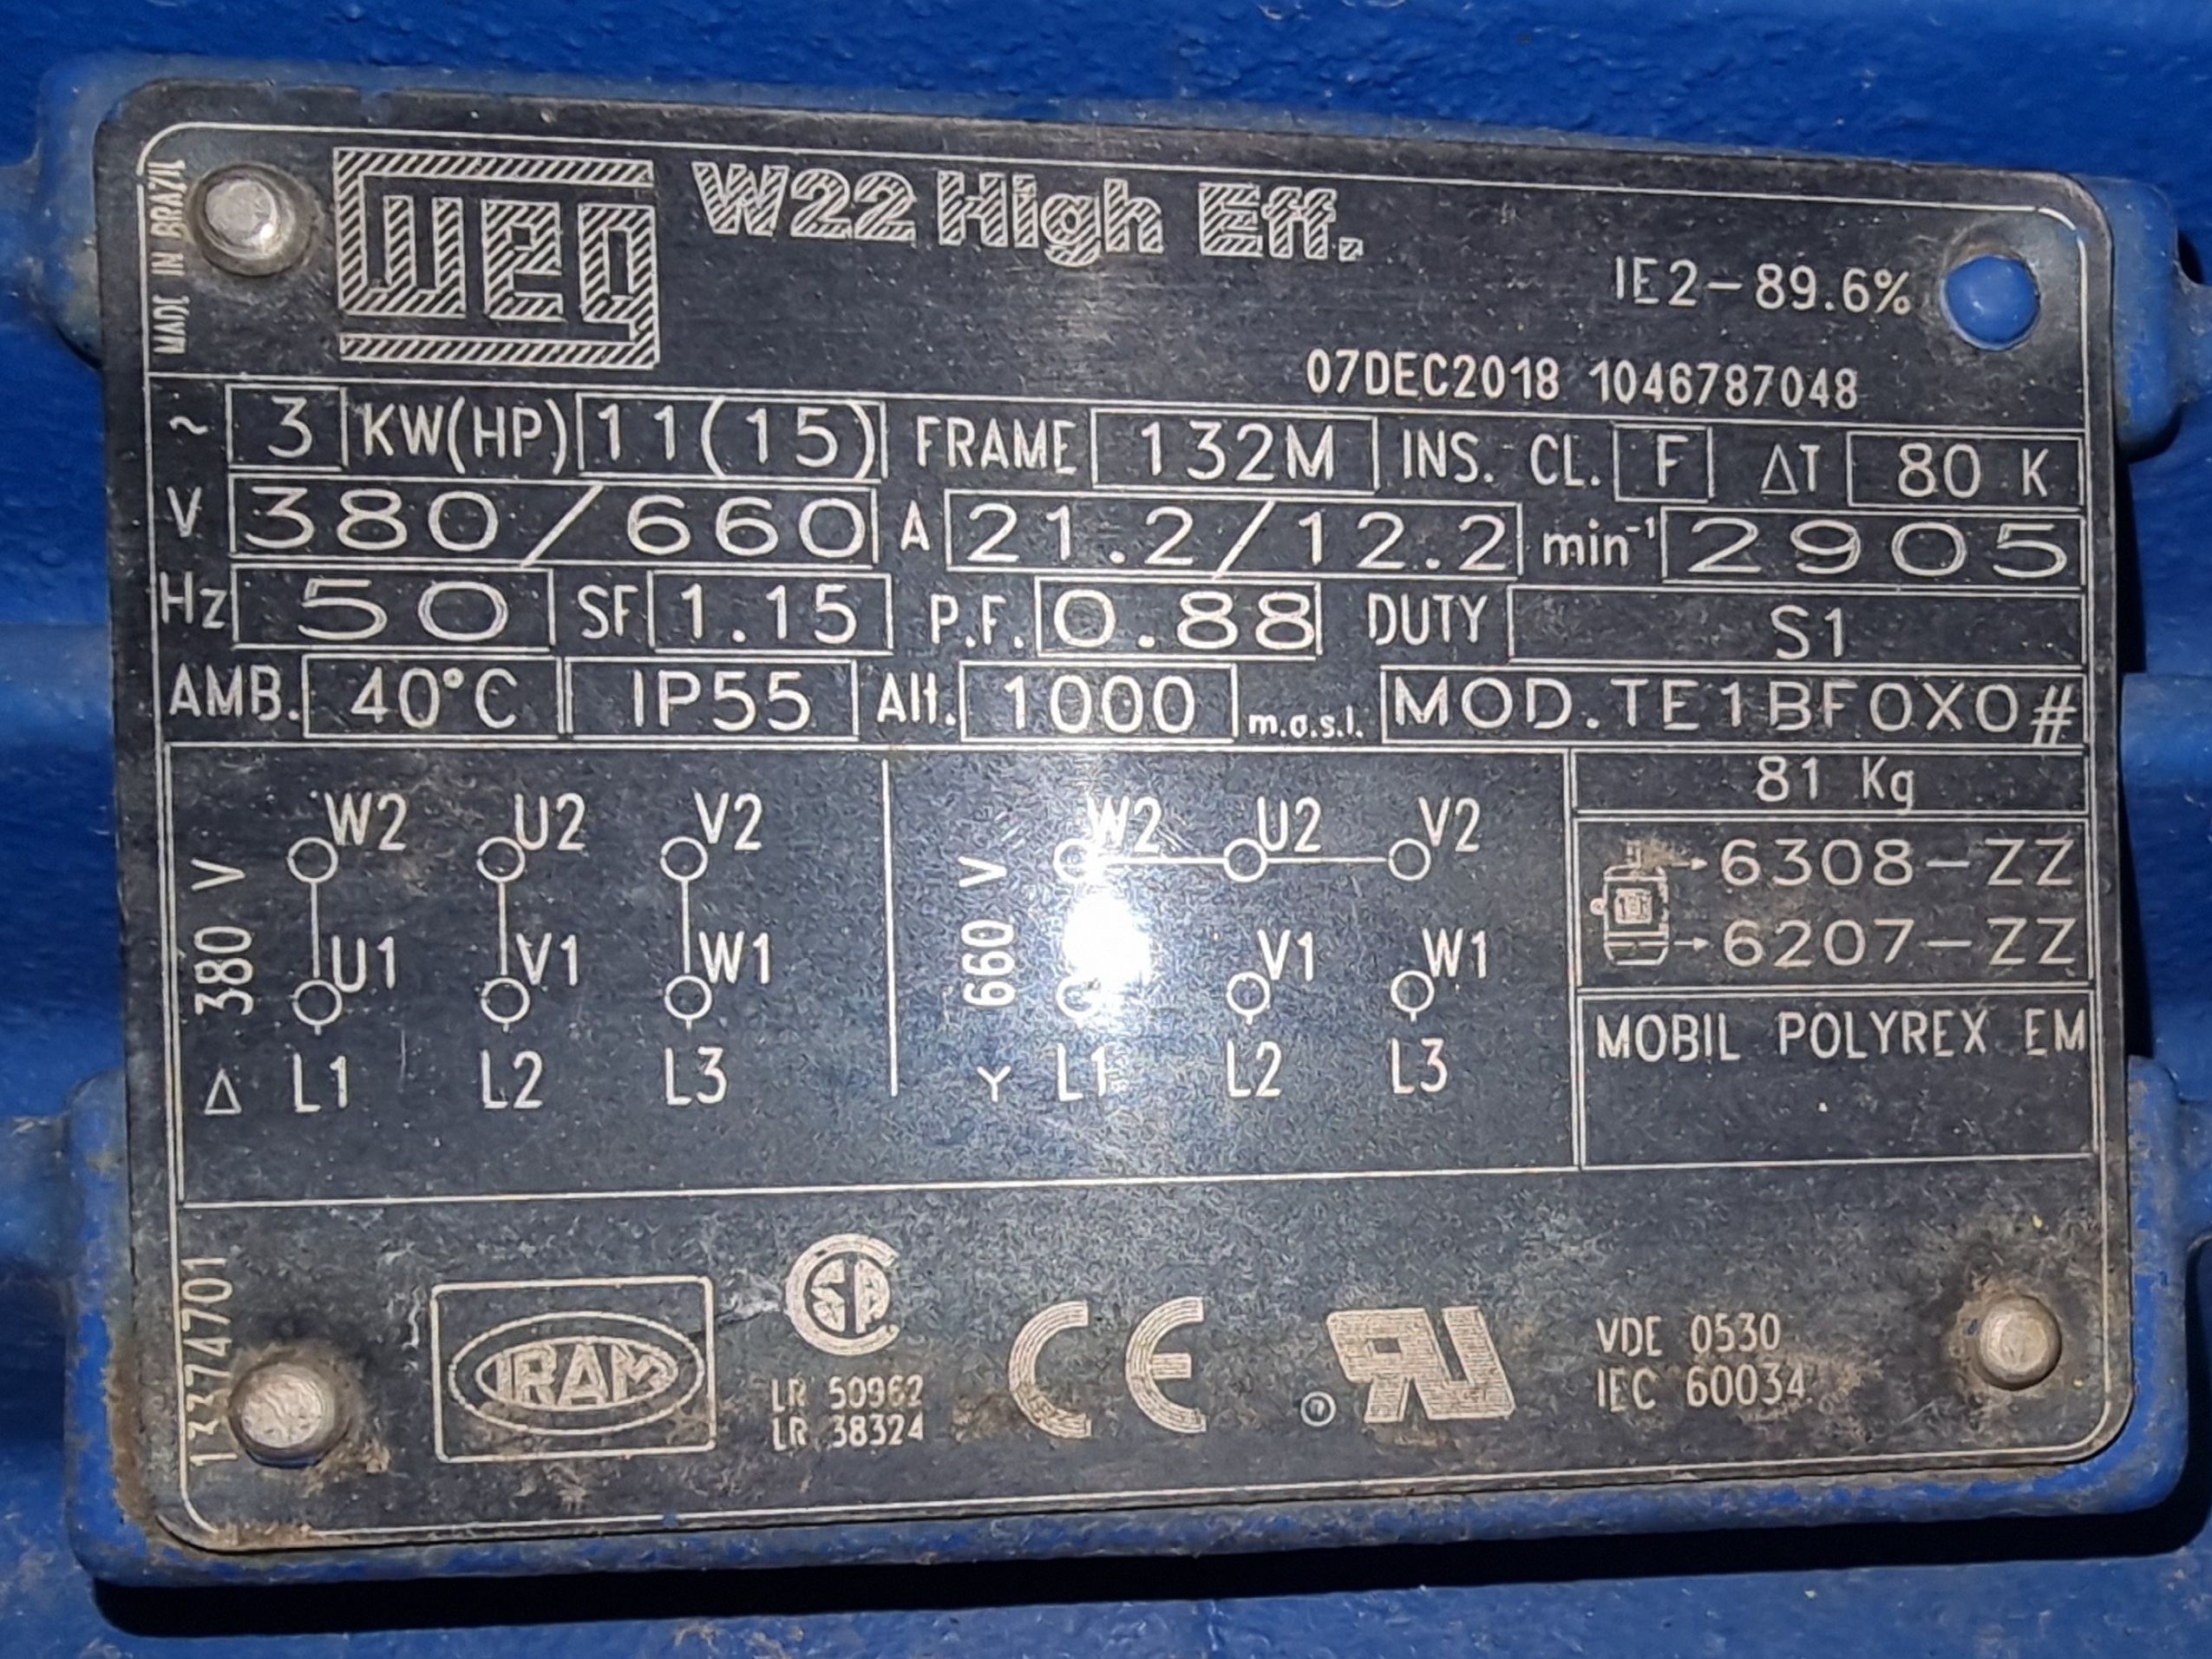 MADE IN BRAZIL
weg W22 High Eff.
IE2-89.6%
07DEC2018 1046787048
~ 3 KW(HP) 11(15) FRAME 132M INS. CL. F ΔT 80 K
V 380/660 A 21.2/12.2 min⁻¹ 2905
Hz 50 SF 1.15 P.F. 0.88 DUTY S1
AMB. 40°C IP55 Alt. 1000 m.a.s.l. MOD.TE1BF0X0#
380 V
W2 U2 V2
U1 V1 W1
Δ L1 L2 L3
660 V
W2 U2 V2
V1 W1
Y L1 L2 L3
81 Kg
6308-ZZ
6207-ZZ
MOBIL POLYREX EM
13374701
IRAM
CSA
LR 50962
LR 38324
CE
RU
VDE 0530
IEC 60034